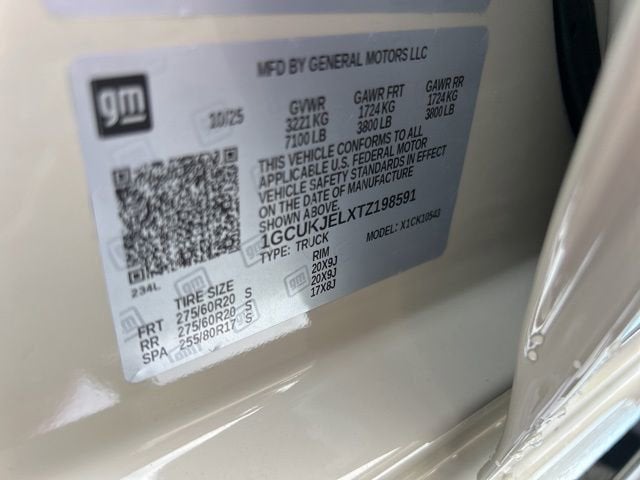 MFD BY GENERAL MOTORS LLC
gm
10/25
GVWR GAWR FRT GAWR RR
3221 KG 1724 KG 1724 KG
7100 LB 3800 LB 3800 LB
THIS VEHICLE CONFORMS TO ALL
APPLICABLE U.S. FEDERAL MOTOR
VEHICLE SAFETY STANDARDS IN EFFECT
ON THE DATE OF MANUFACTURE
SHOWN ABOVE.
1GCUKJELXTZ198591
TYPE: TRUCK MODEL: X1CK10543
234L
TIRE SIZE RIM
FRT 275/60R20 S 20X9J
RR 275/60R20 S 20X9J
SPA 255/80R17 S 17X8J